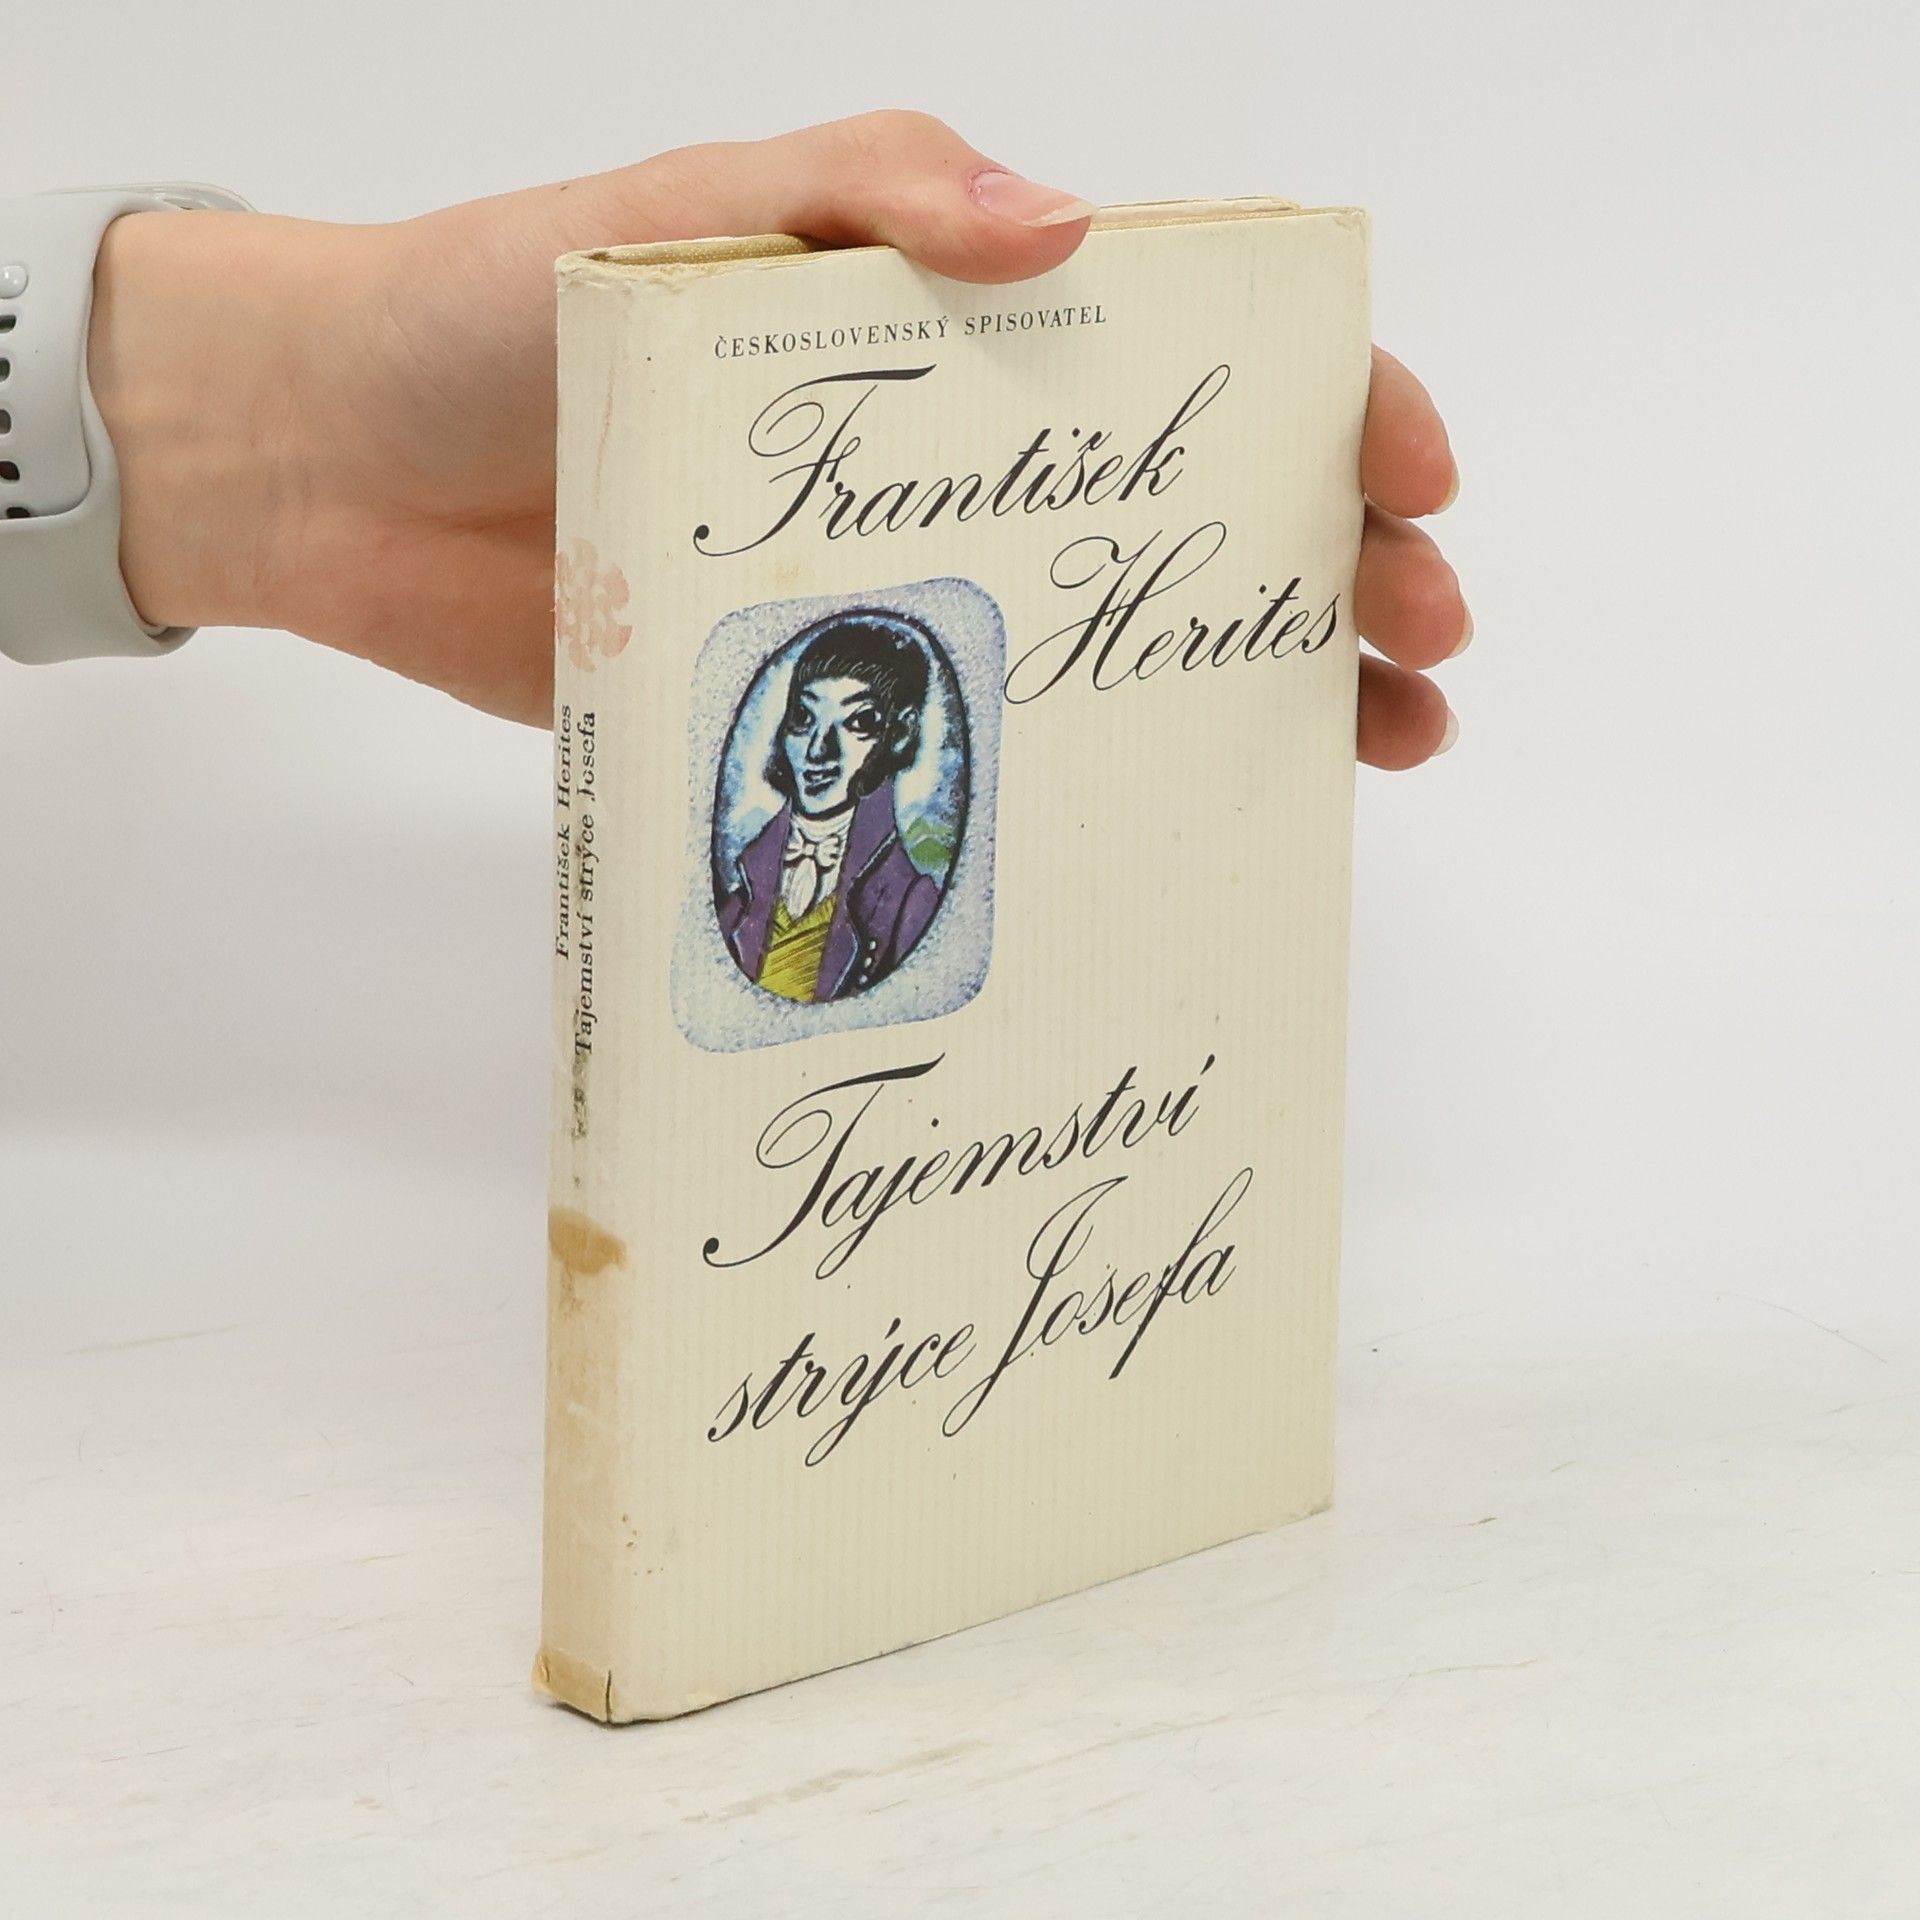 ČESKOSLOVENSKÝ SPISOVATEL
František
Herites
Tajemství
strýce Josefa
František Herites
Tajemství strýce Josefa